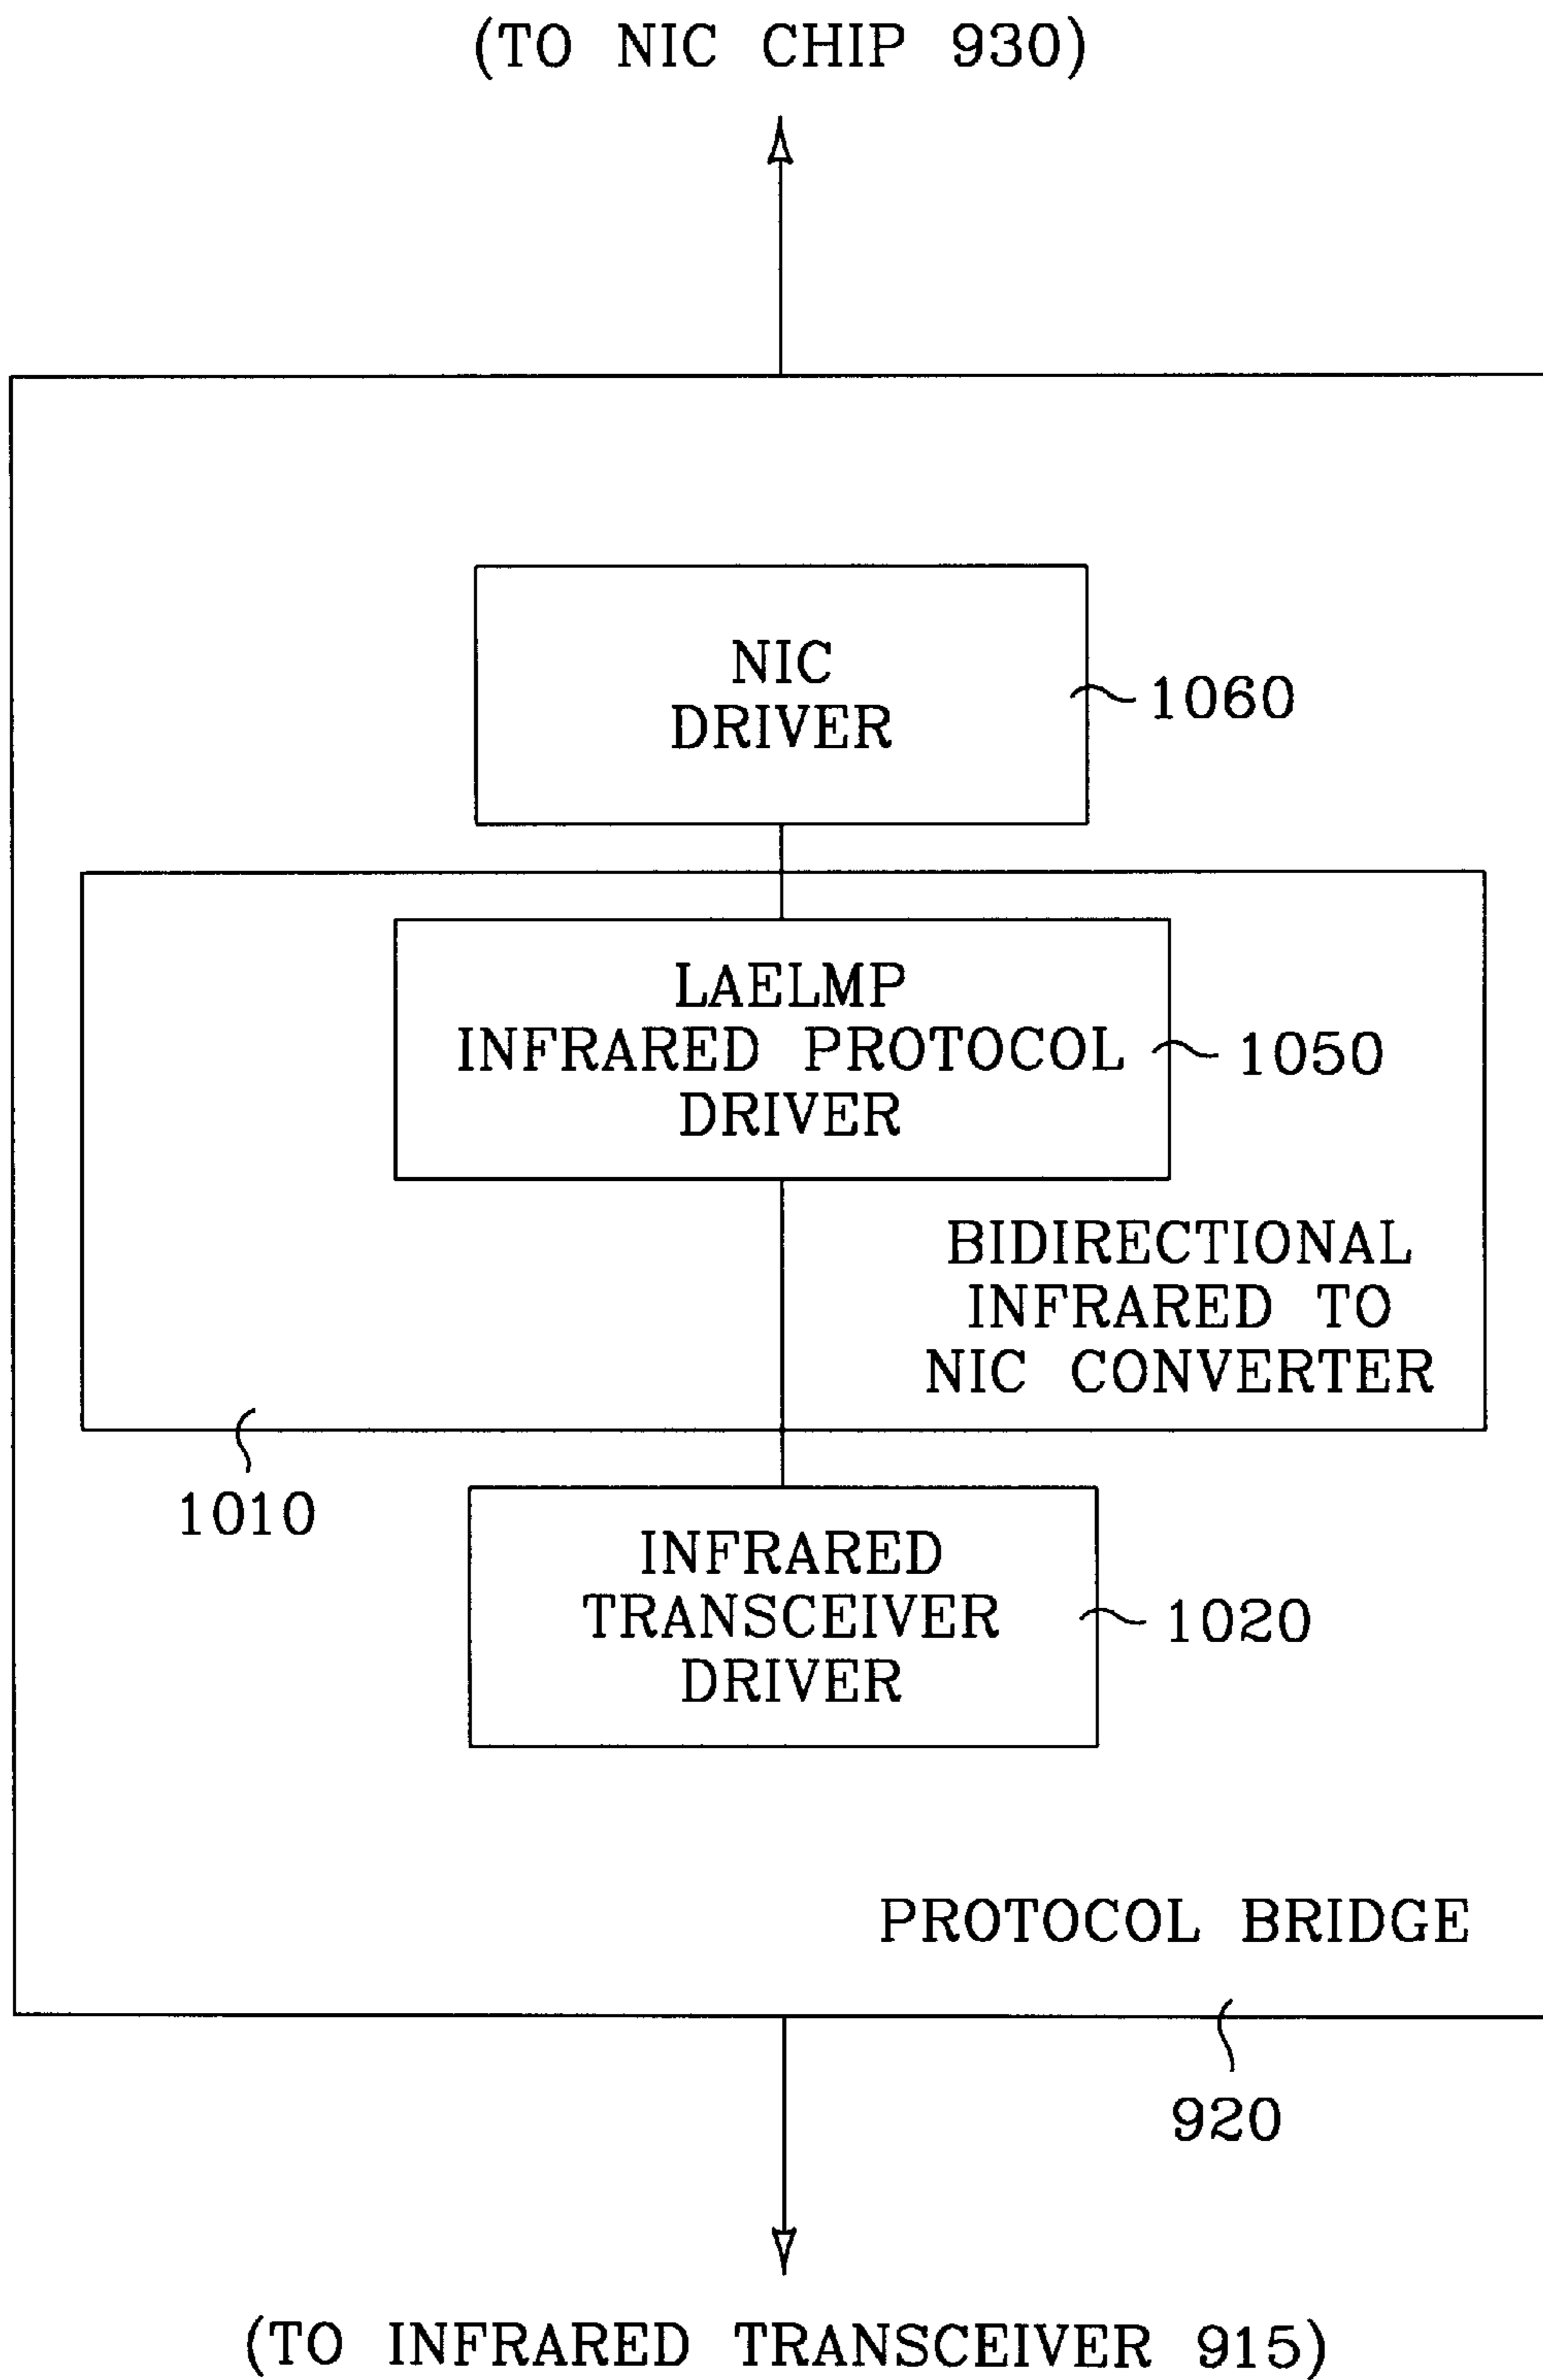 (TO NIC CHIP 930)
NIC
DRIVER
1060
LAELMP
INFRARED PROTOCOL
DRIVER
1050
BIDIRECTIONAL
INFRARED TO
NIC CONVERTER
1010
INFRARED
TRANSCEIVER
DRIVER
1020
PROTOCOL BRIDGE
920
(TO INFRARED TRANSCEIVER 915)